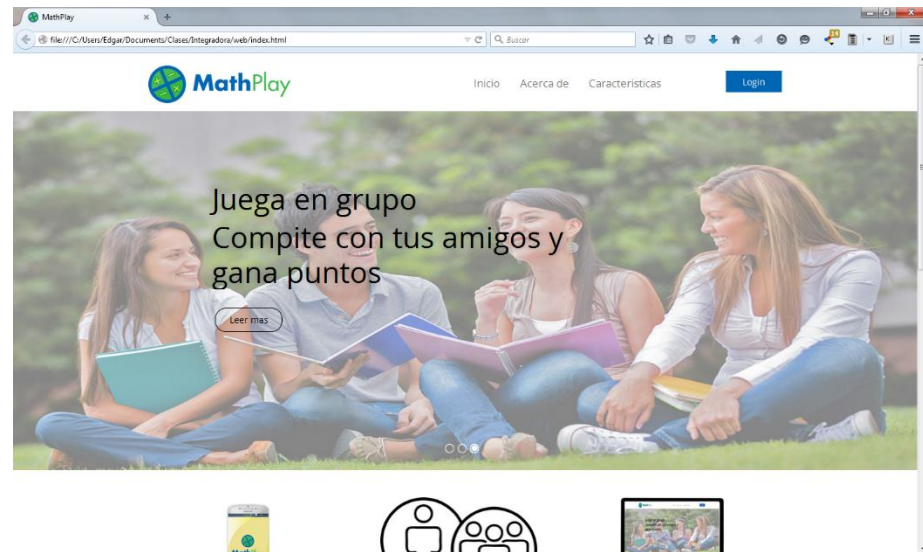 MathPlay
file:///C:/Users/Edgar/Documents/Clases/Integradora/web/index.html
Buscar
10
MathPlay
Inicio Acerca de Caracteristicas Login
Juega en grupo
Compite con tus amigos y
gana puntos
Leer mas